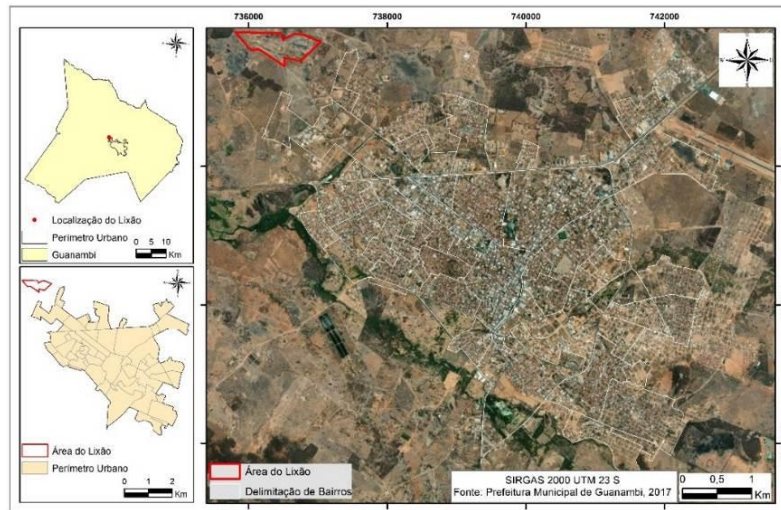 736000 738000 740000 742000
Localização do Lixão
Perímetro Urbano
Guanambi
0 5 10
Km
Área do Lixão
Perímetro Urbano
0 1 2
Km
Área do Lixão
Delimitação de Bairros
SIRGAS 2000 UTM 23 S
Fonte: Prefeitura Municipal de Guanambi, 2017
0 0,5 1
Km